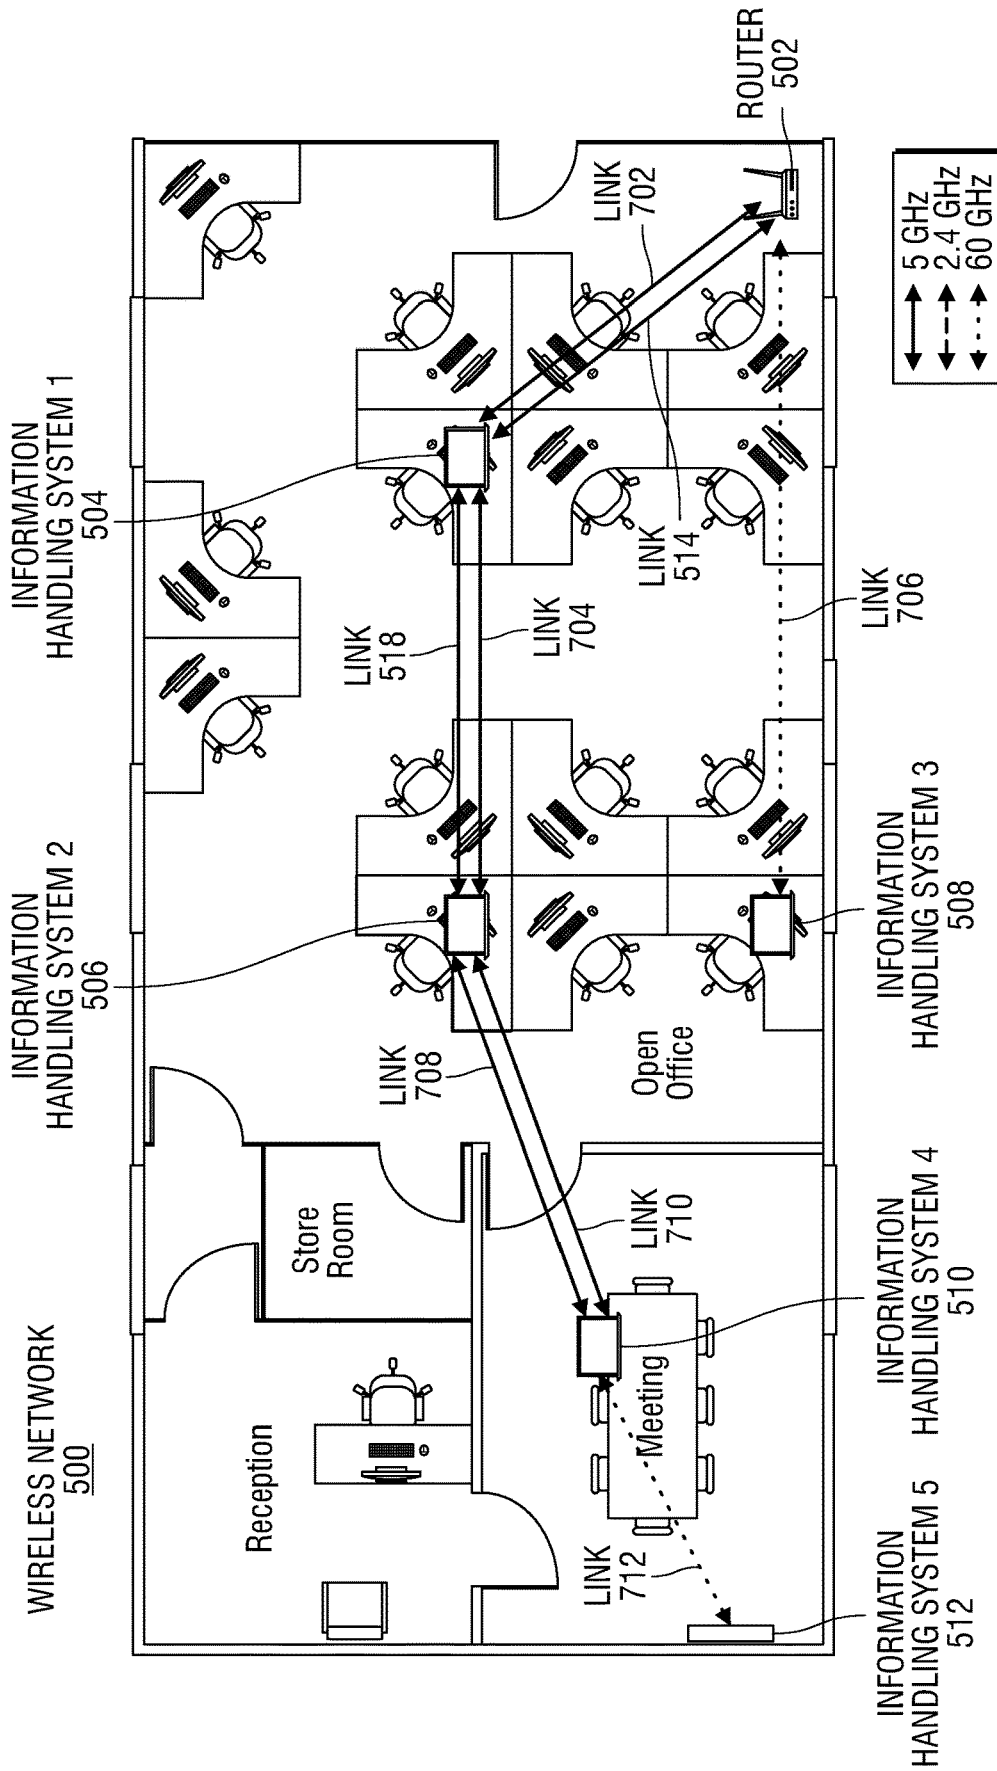 WIRELESS NETWORK
500
INFORMATION
HANDLING SYSTEM 2
506
INFORMATION
HANDLING SYSTEM 1
504
Reception
Store
Room
LINK
708
LINK
518
LINK
704
LINK
702
ROUTER
502
LINK
712
Meeting
LINK
710
Open
Office
LINK
514
LINK
706
INFORMATION
HANDLING SYSTEM 5
512
INFORMATION
HANDLING SYSTEM 4
510
INFORMATION
HANDLING SYSTEM 3
508
5 GHz
2.4 GHz
60 GHz